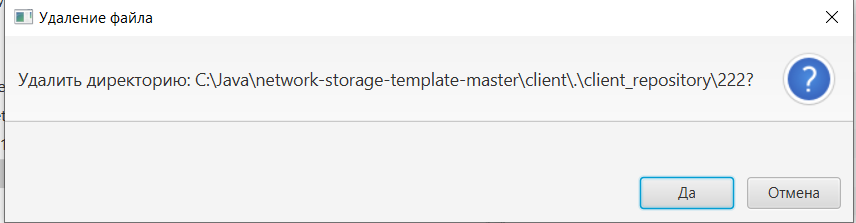 Удаление файла
Удалить директорию: C:\Java\network-storage-template-master\client\.\client_repository\222?
Да
Отмена